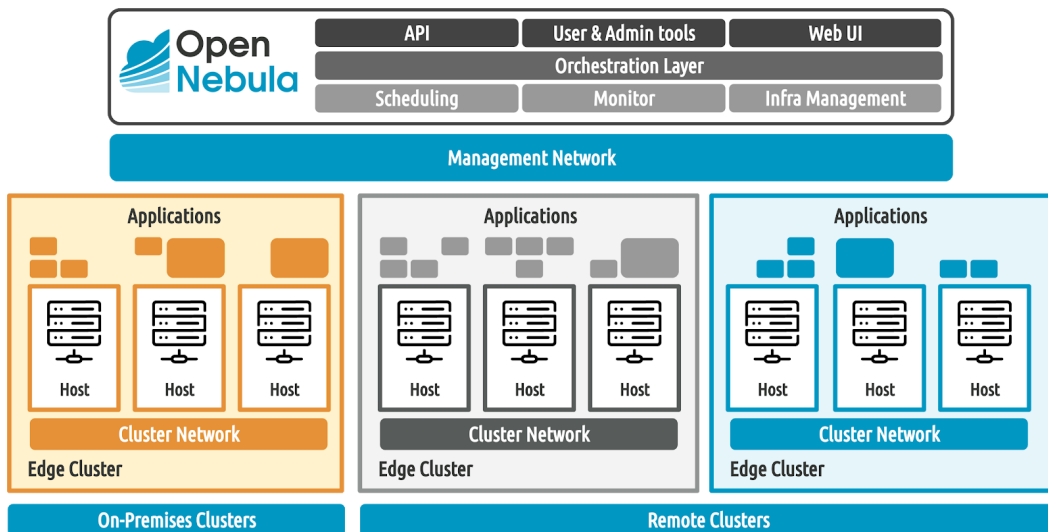 Open
Nebula
API
User & Admin tools
Web UI
Orchestration Layer
Scheduling
Monitor
Infra Management
Management Network
Applications
Host
Host
Host
Cluster Network
Edge Cluster
Applications
Host
Host
Host
Cluster Network
Edge Cluster
Applications
Host
Host
Host
Cluster Network
Edge Cluster
On-Premises Clusters
Remote Clusters